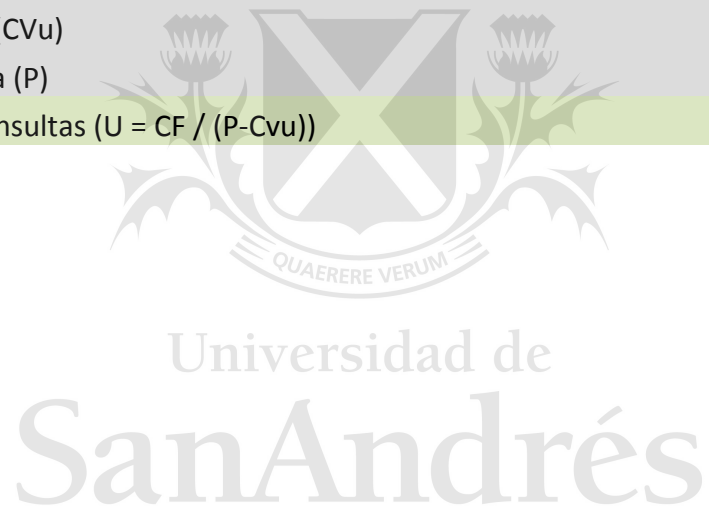 (CVu)
a (P)
nsultas (U = CF / (P-Cvu))
QUAERERE VERUM
Universidad de
SanAndrés